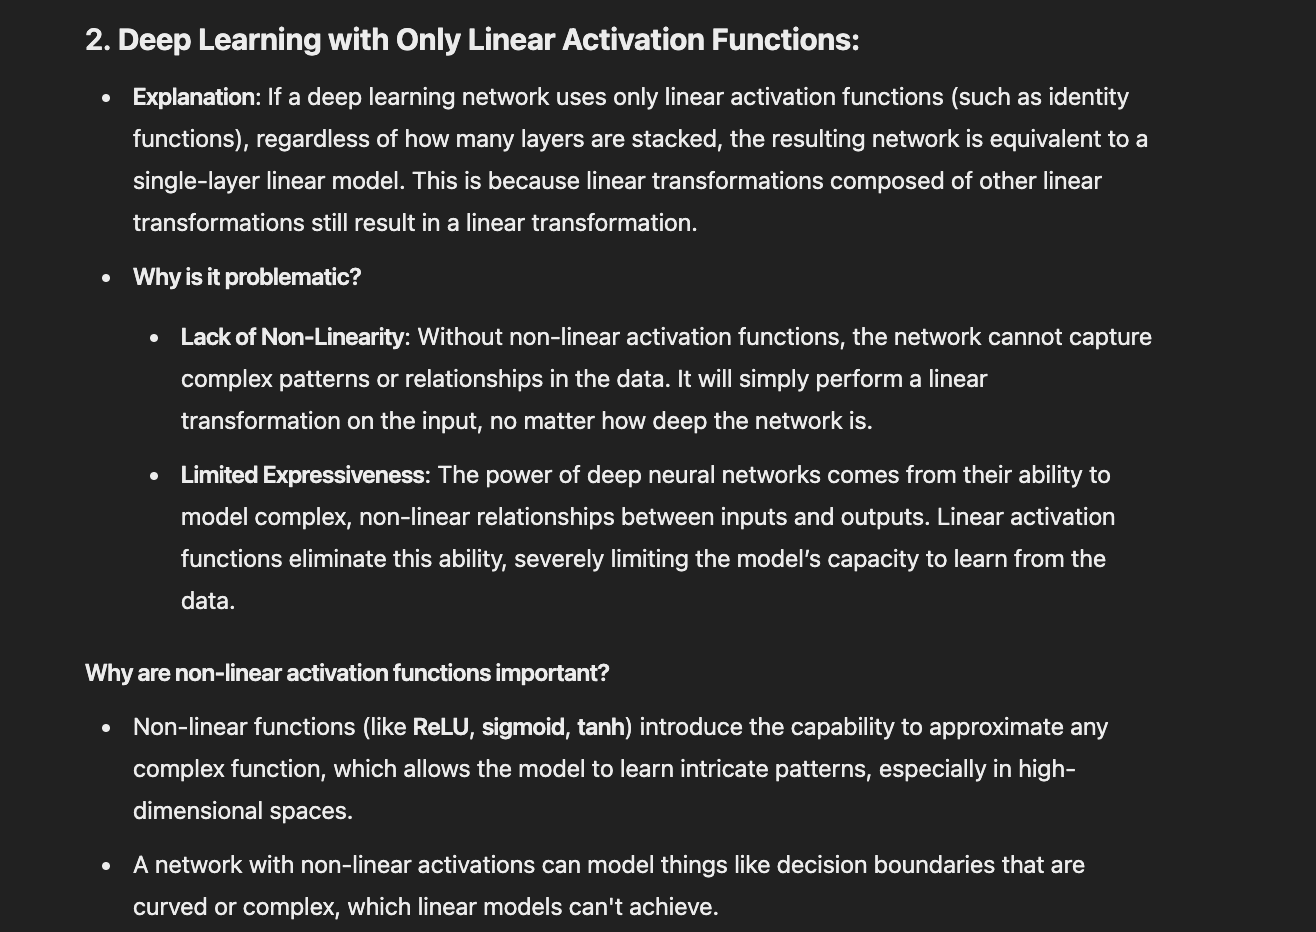 2. Deep Learning with Only Linear Activation Functions:
• Explanation: If a deep learning network uses only linear activation functions (such as identity
functions), regardless of how many layers are stacked, the resulting network is equivalent to a
single-layer linear model. This is because linear transformations composed of other linear
transformations still result in a linear transformation.
• Why is it problematic?
• Lack of Non-Linearity: Without non-linear activation functions, the network cannot capture
complex patterns or relationships in the data. It will simply perform a linear
transformation on the input, no matter how deep the network is.
• Limited Expressiveness: The power of deep neural networks comes from their ability to
model complex, non-linear relationships between inputs and outputs. Linear activation
functions eliminate this ability, severely limiting the model’s capacity to learn from the
data.
Why are non-linear activation functions important?
• Non-linear functions (like ReLU, sigmoid, tanh) introduce the capability to approximate any
complex function, which allows the model to learn intricate patterns, especially in high-
dimensional spaces.
• A network with non-linear activations can model things like decision boundaries that are
curved or complex, which linear models can't achieve.